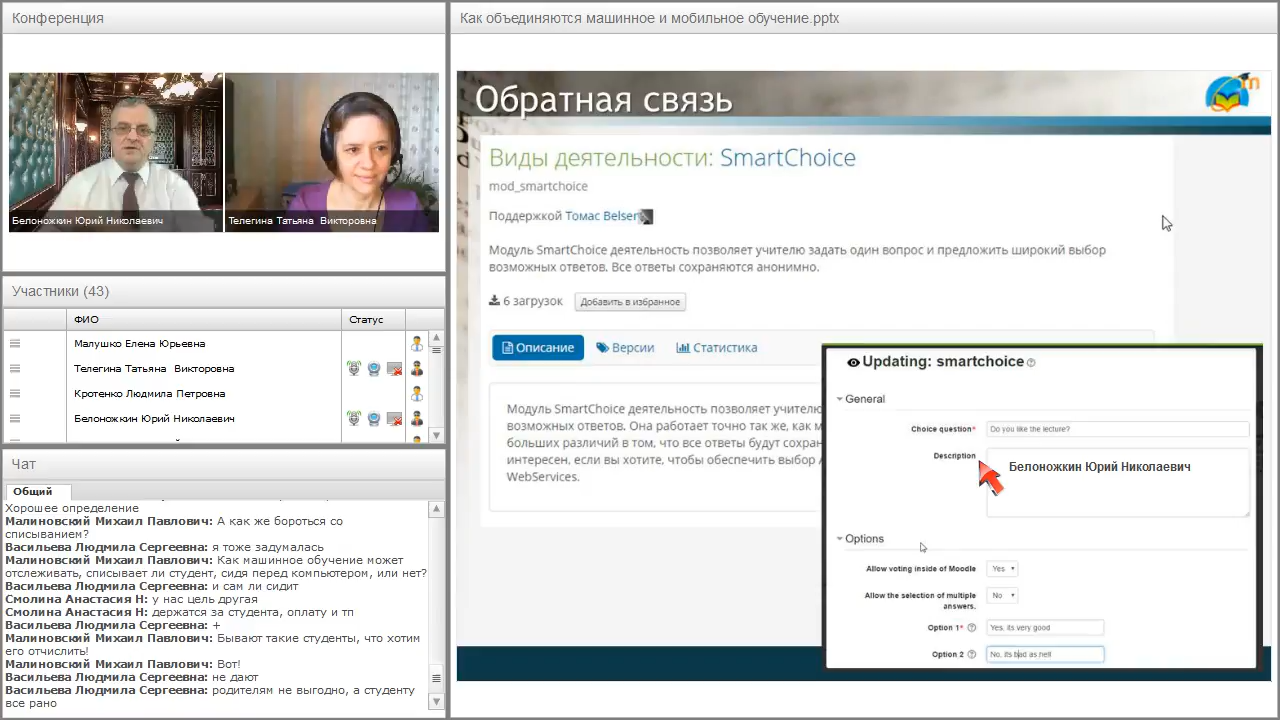 Конференция
Белоножкин Юрий Николаевич
Телегина Татьяна Викторовна
Участники (43)
ФИО
Статус
Малушко Елена Юрьевна
Телегина Татьяна Викторовна
Кротенко Людмила Петровна
Белоножкин Юрий Николаевич
Чат
Общий
Хорошее определение
Малиновский Михаил Павлович: А как же бороться со
списыванием?
Васильева Людмила Сергеевна: я тоже задумалась
Малиновский Михаил Павлович: Как машинное обучение может
отслеживать, списывает ли студент, сидя перед компьютером, или нет?
Васильева Людмила Сергеевна: и сам ли сидит
Смолина Анастасия Н: у нас цель другая
Смолина Анастасия Н: держатся за студента, оплату и тп
Васильева Людмила Сергеевна: +
Малиновский Михаил Павлович: Бывают такие студенты, что хотим
его отчислить!
Малиновский Михаил Павлович: Вот!
Васильева Людмила Сергеевна: не дают
Васильева Людмила Сергеевна: родителям не выгодно, а студенту
все рано
Как объединяются машинное и мобильное обучение.pptx
Обратная связь
Виды деятельности: SmartChoice
mod_smartchoice
Поддержкой Томас Belser
Модуль SmartChoice деятельность позволяет учителю задать один вопрос и предложить широкий выбор
возможных ответов. Все ответы сохраняются анонимно.
6 загрузок
Добавить в избранное
Описание
Версии
Статистика
Модуль SmartChoice деятельность позволяет учителю
возможных ответов. Она работает точно так же, как м
больших различий в том, что все ответы будут сохран
интересен, если вы хотите, чтобы обеспечить выбор
WebServices.
Updating: smartchoice
General
Choice question*
Do you like the lecture?
Description
Белоножкин Юрий Николаевич
Options
Allow voting inside of Moodle
Yes
Allow the selection of multiple
answers.
No
Option 1*
Yes, its very good
Option 2
No, its bad as hell